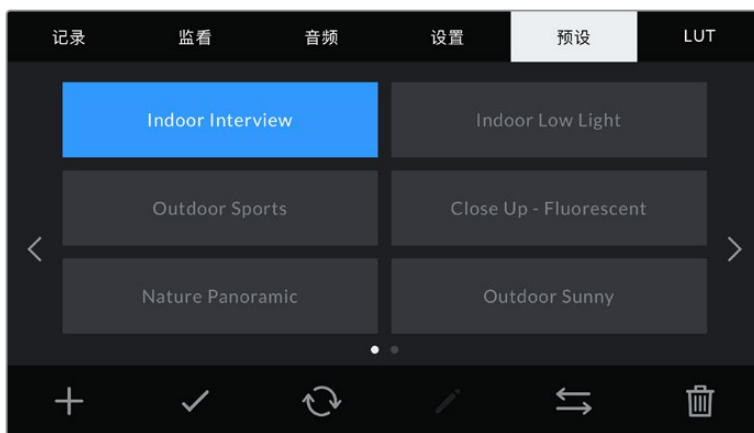 记录 监看 音频 设置 预设 LUT
Indoor Interview Indoor Low Light
Outdoor Sports Close Up - Fluorescent
Nature Panoramic Outdoor Sunny